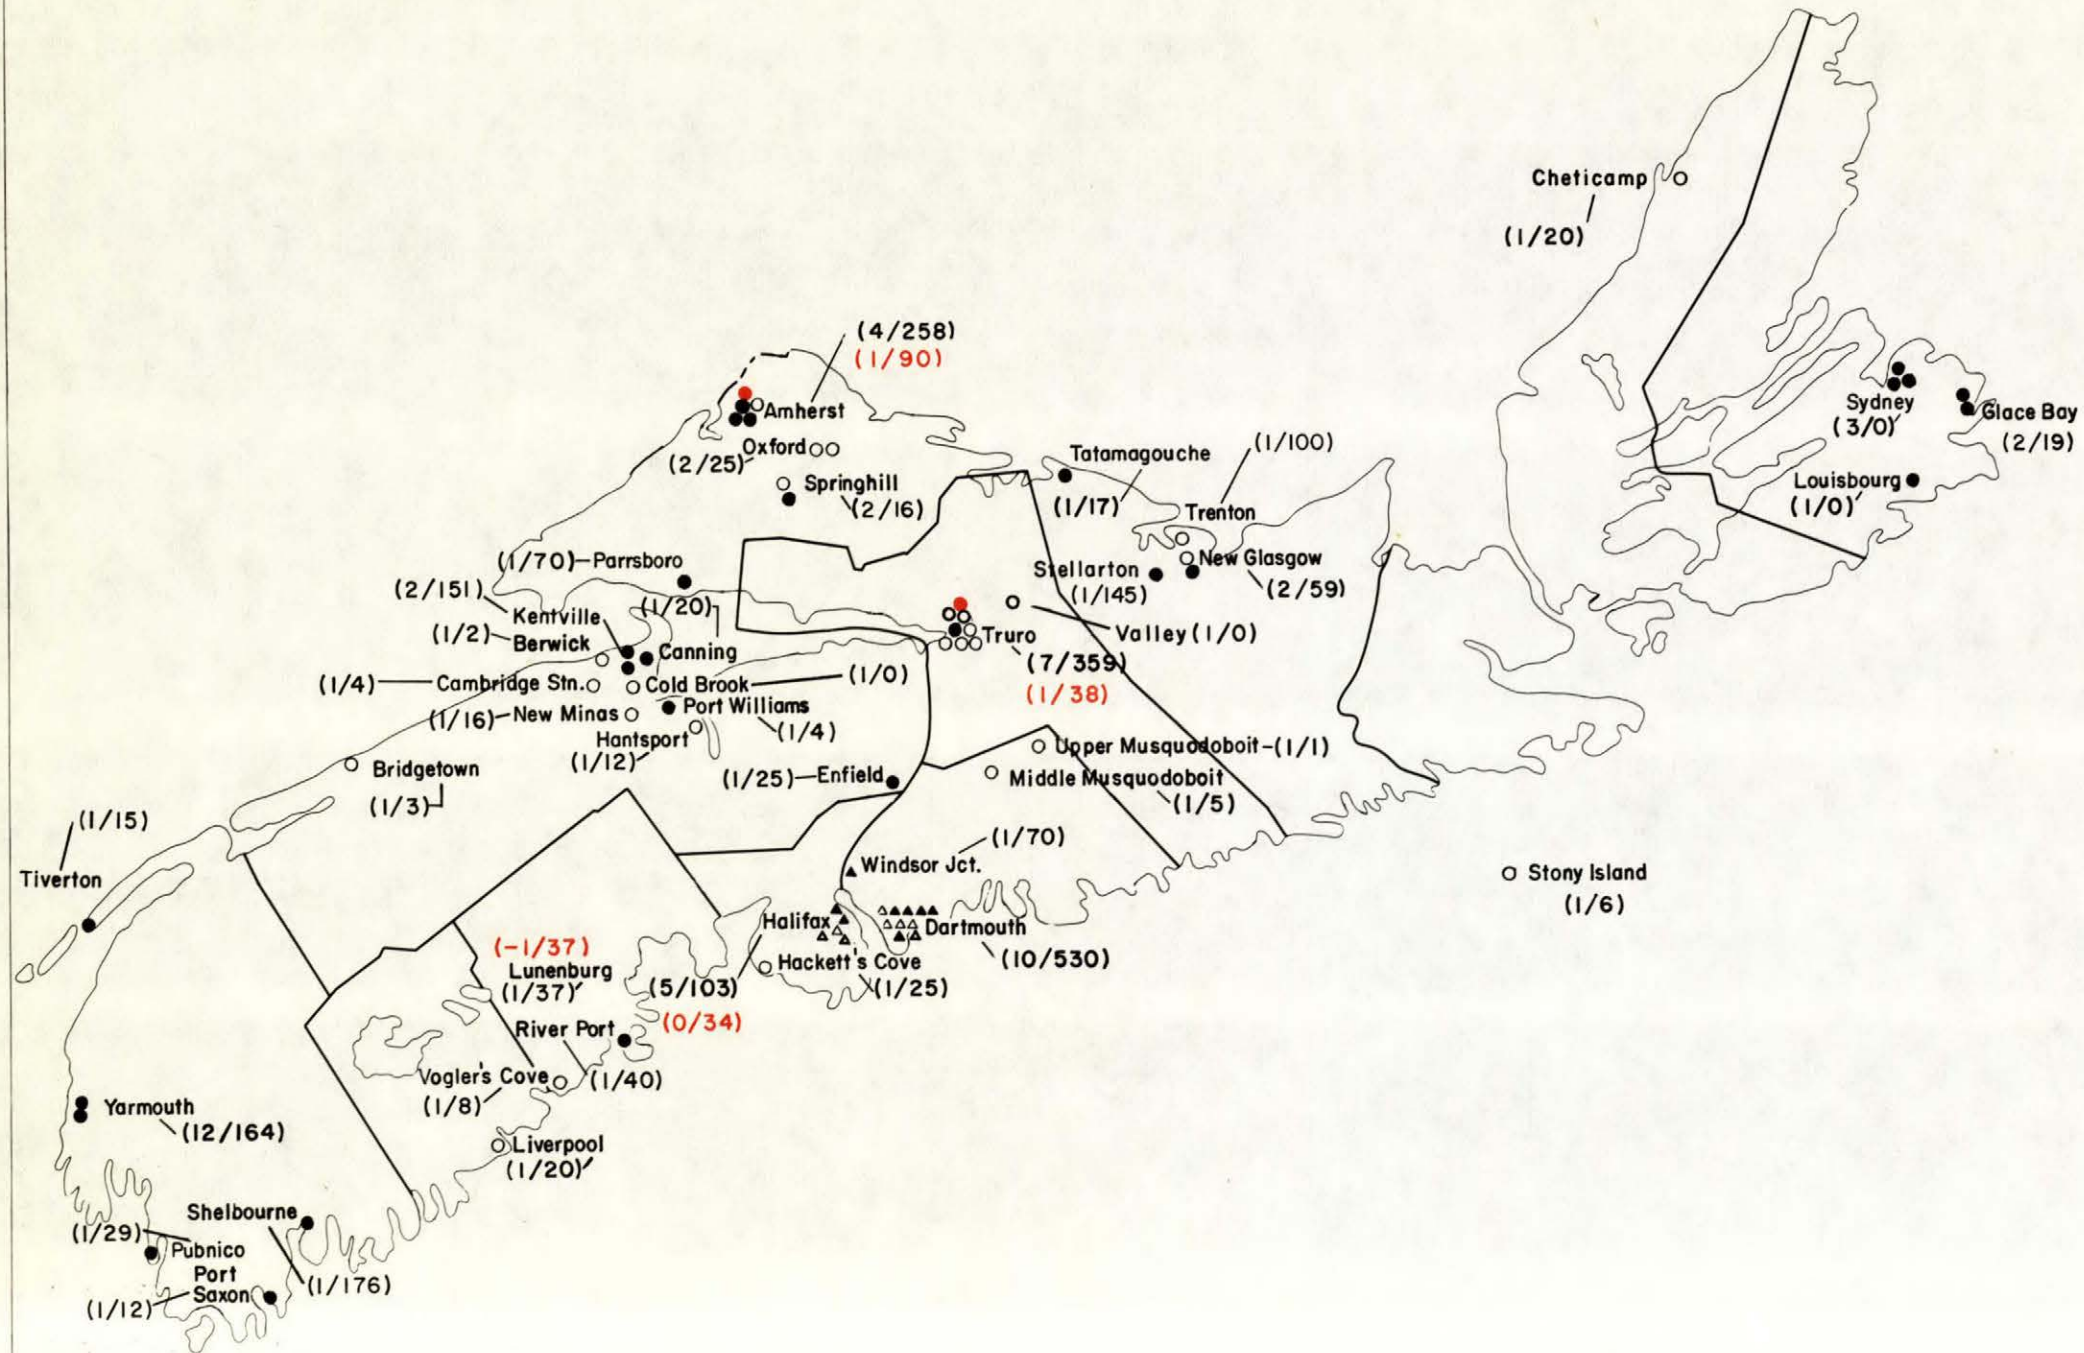 Cheticamp
(1/20)
(4/258)
(1/90)
Amherst
Oxford
(2/25)
Springhill
(2/16)
Tatamagouche
(1/17)
(1/100)
Trenton
Sydney
(3/0)
Glace Bay
(2/19)
Louisbourg
(1/0)
(1/70)-Parrsboro
New Glasgow
(2/59)
Stellarton
(1/145)
(2/151)
Kentville
(1/20)
Canning
(1/2)
Berwick
Truro
(7/359)
(1/38)
Valley (1/0)
(1/4)
Cambridge Stn.
Cold Brook
(1/0)
(1/16)-New Minas
Port Williams
(1/4)
Hantsport
(1/12)
Upper Musquodoboit-(1/1)
Middle Musquodoboit
(1/5)
(1/25)-Enfield
Bridgetown
(1/3)
(1/15)
Tiverton
(1/70)
Windsor Jct.
Halifax
(5/103)
(0/34)
Dartmouth
(10/530)
Hackett's Cove
(1/25)
Stony Island
(1/6)
(-1/37)
Lunenburg
(1/37)
River Port
(1/40)
Vogler's Cove
(1/8)
Liverpool
(1/20)
Yarmouth
(12/164)
Shelbourne
(1/176)
(1/29)
Pubnico
Port
Saxon
(1/12)